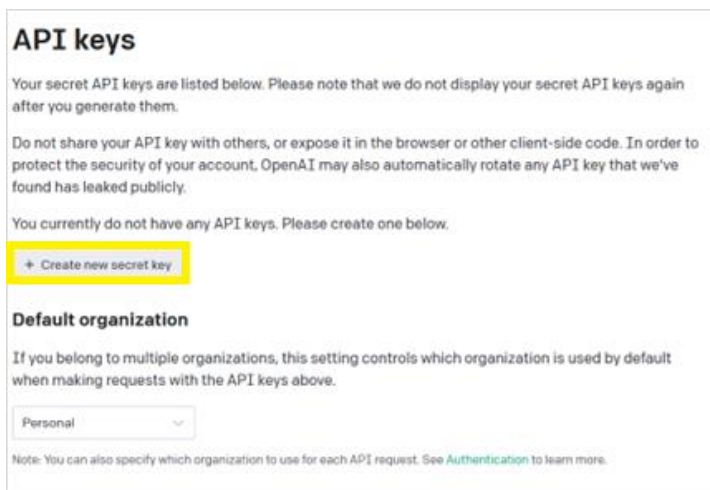 API keys
Your secret API keys are listed below. Please note that we do not display your secret API keys again
after you generate them.
Do not share your API key with others, or expose it in the browser or other client-side code. In order to
protect the security of your account, OpenAI may also automatically rotate any API key that we've
found has leaked publicly.
You currently do not have any API keys. Please create one below.
+ Create new secret key
Default organization
If you belong to multiple organizations, this setting controls which organization is used by default
when making requests with the API keys above.
Personal
Note: You can also specify which organization to use for each API request. See Authentication to learn more.